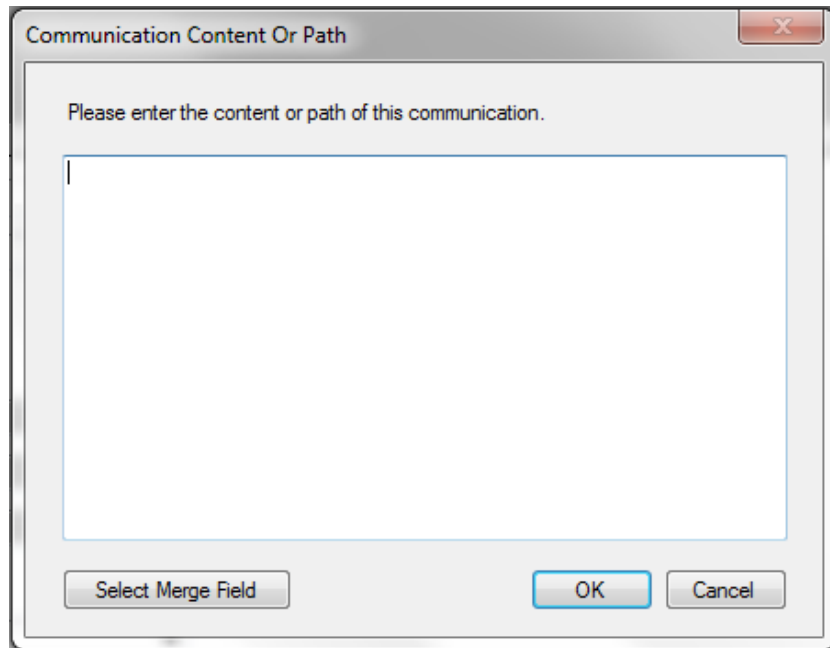 Communication Content Or Path
Please enter the content or path of this communication.
Select Merge Field
OK
Cancel